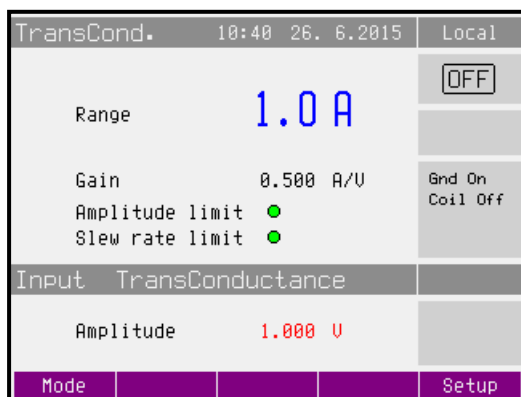 TransCond. 10:40 26. 6.2015 Local
OFF
Range 1.0 A
Gain 0.500 A/V
Gnd On
Coil Off
Amplitude limit
Slew rate limit
Input TransConductance
Amplitude 1.000 V
Mode Setup